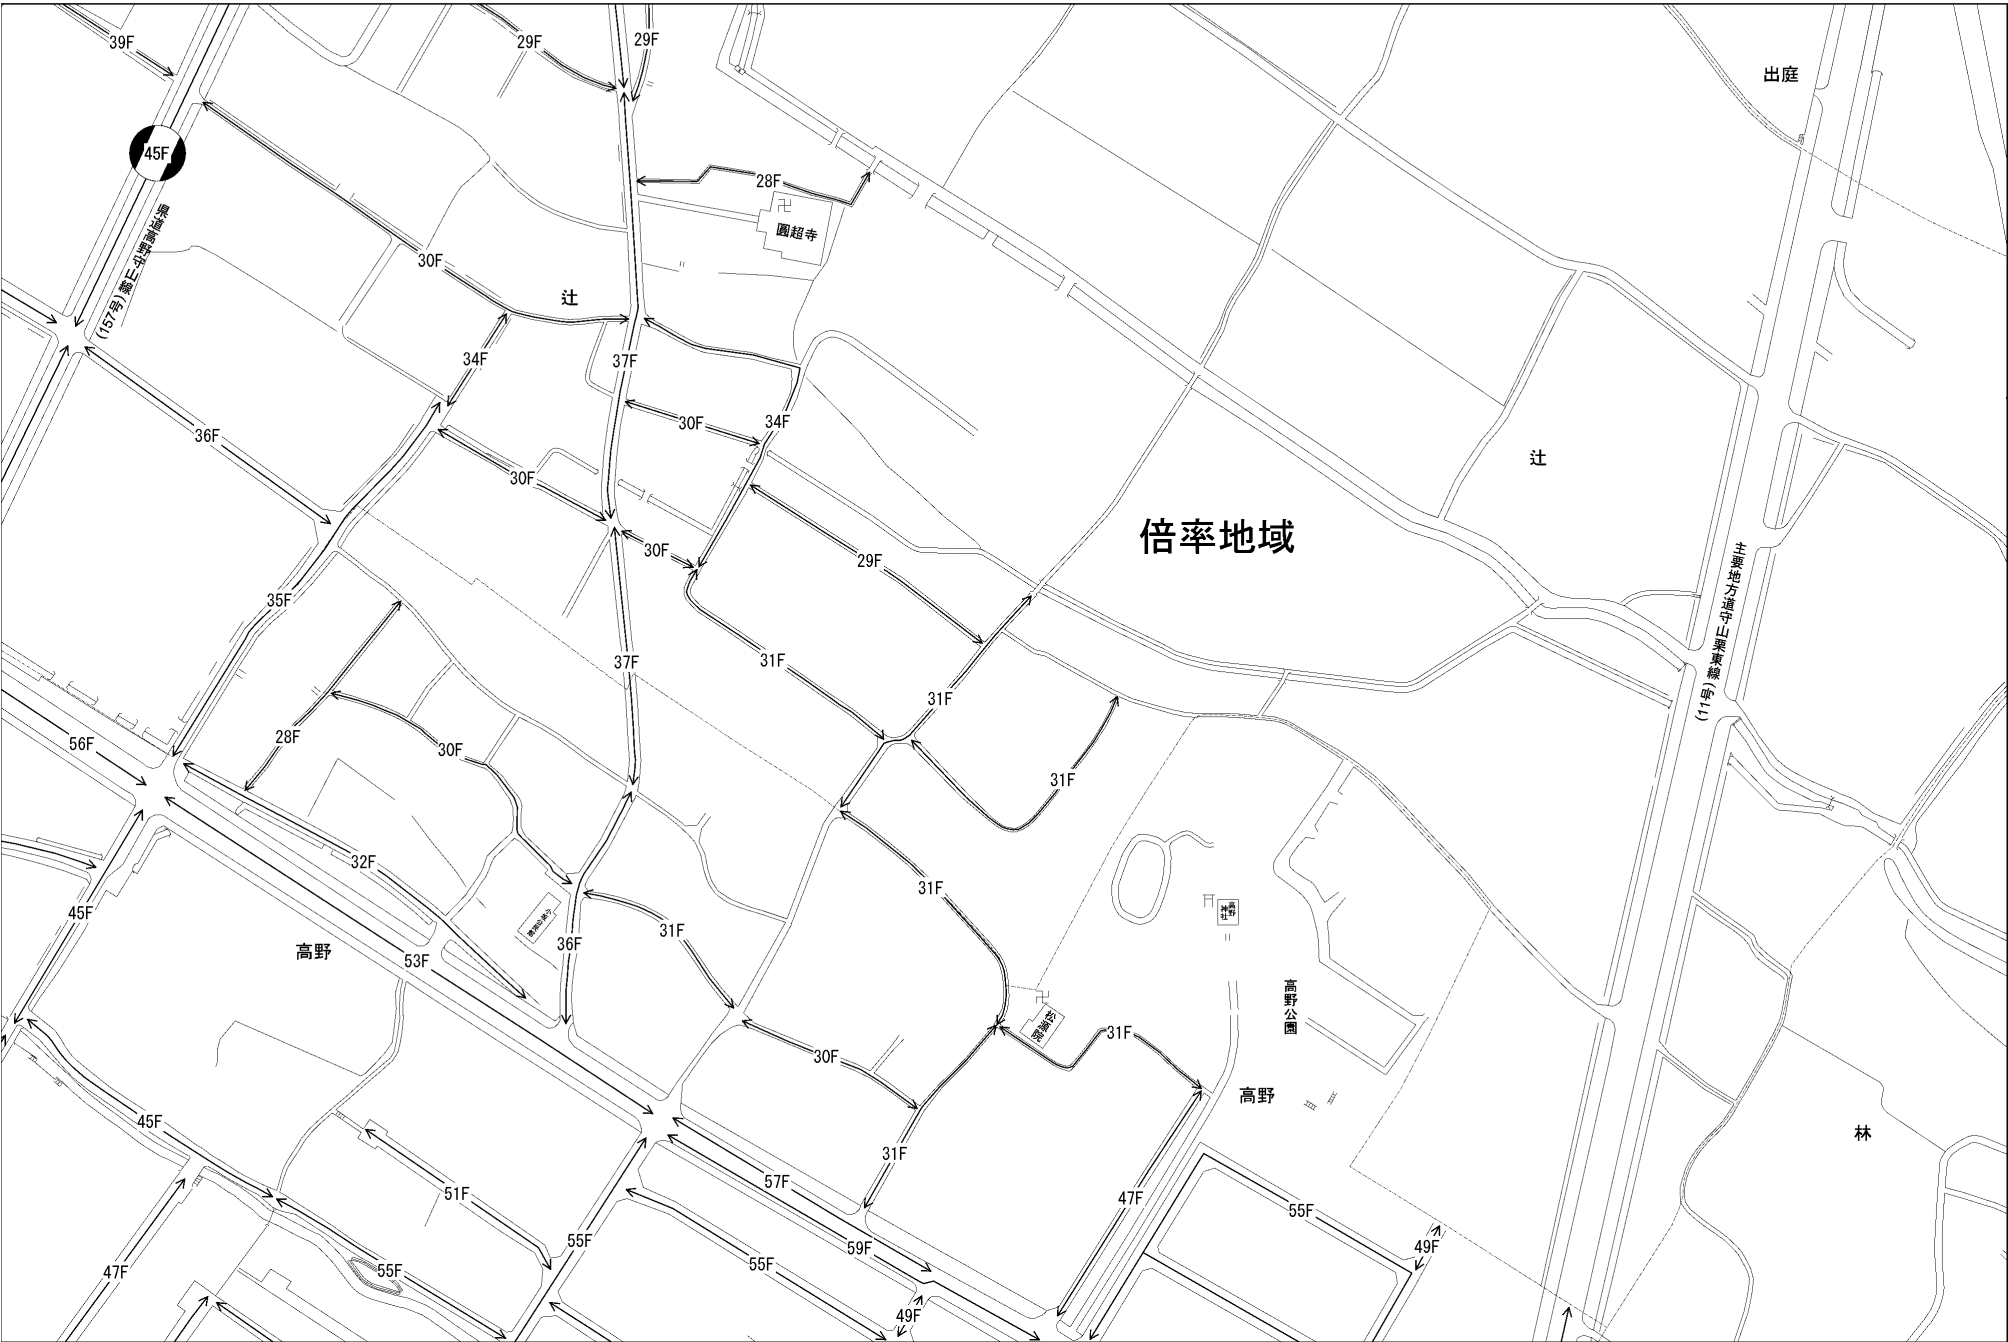 39F
29F
29F
出庭
45F
28F
圓超寺
県道高野守山線
(157号)
30F
辻
34F
37F
36F
30F
34F
30F
辻
倍率地域
30F
29F
主要地方道守山栗東線
(11号)
35F
37F
31F
31F
28F
56F
30F
31F
32F
31F
45F
高野神社
31F
36F
高野
53F
高野公園
松源院
31F
30F
高野
45F
林
31F
57F
51F
47F
55F
55F
59F
49F
55F
55F
47F
49F